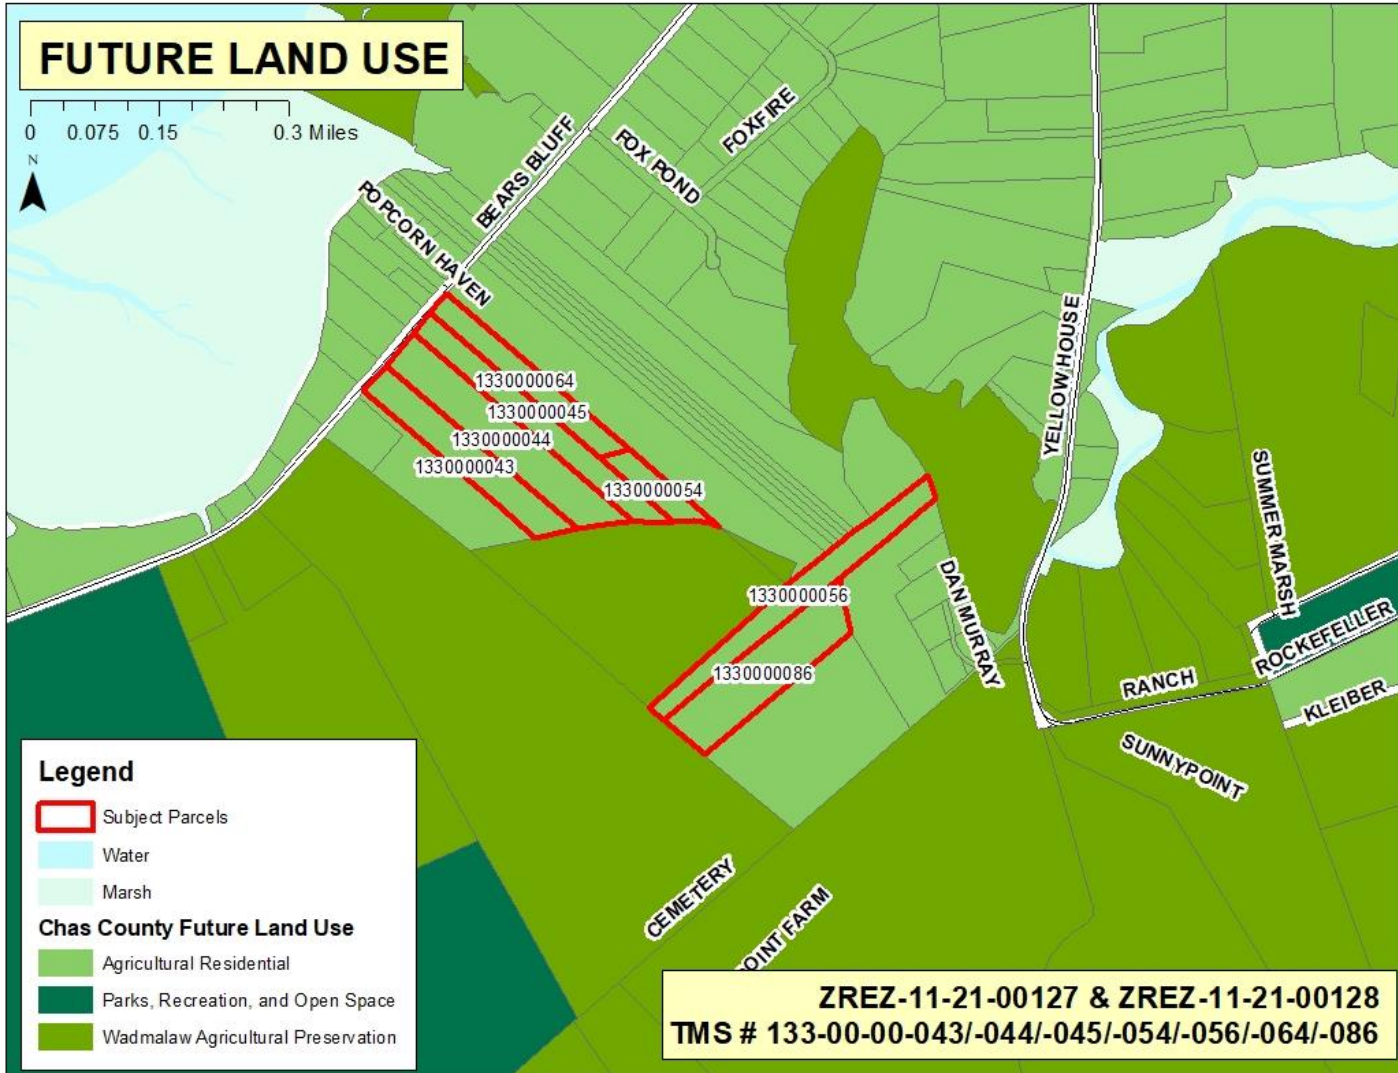 FUTURE LAND USE
0 0.075 0.15 0.3 Miles
N
POPCORN HAVEN
BEARS BLUFF
FOX POND
FOXFIRE
YELLOW HOUSE
1330000064
1330000045
1330000044
1330000043
1330000054
1330000056
1330000086
DAN MURRAY
SUMMER MARSH
ROCKEFELLER
RANCH
KLEIBER
SUNNYPOINT
CEMETERY
OINT FARM
Legend
Subject Parcels
Water
Marsh
Chas County Future Land Use
Agricultural Residential
Parks, Recreation, and Open Space
Wadmalaw Agricultural Preservation
ZREZ-11-21-00127 & ZREZ-11-21-00128
TMS # 133-00-00-043/-044/-045/-054/-056/-064/-086